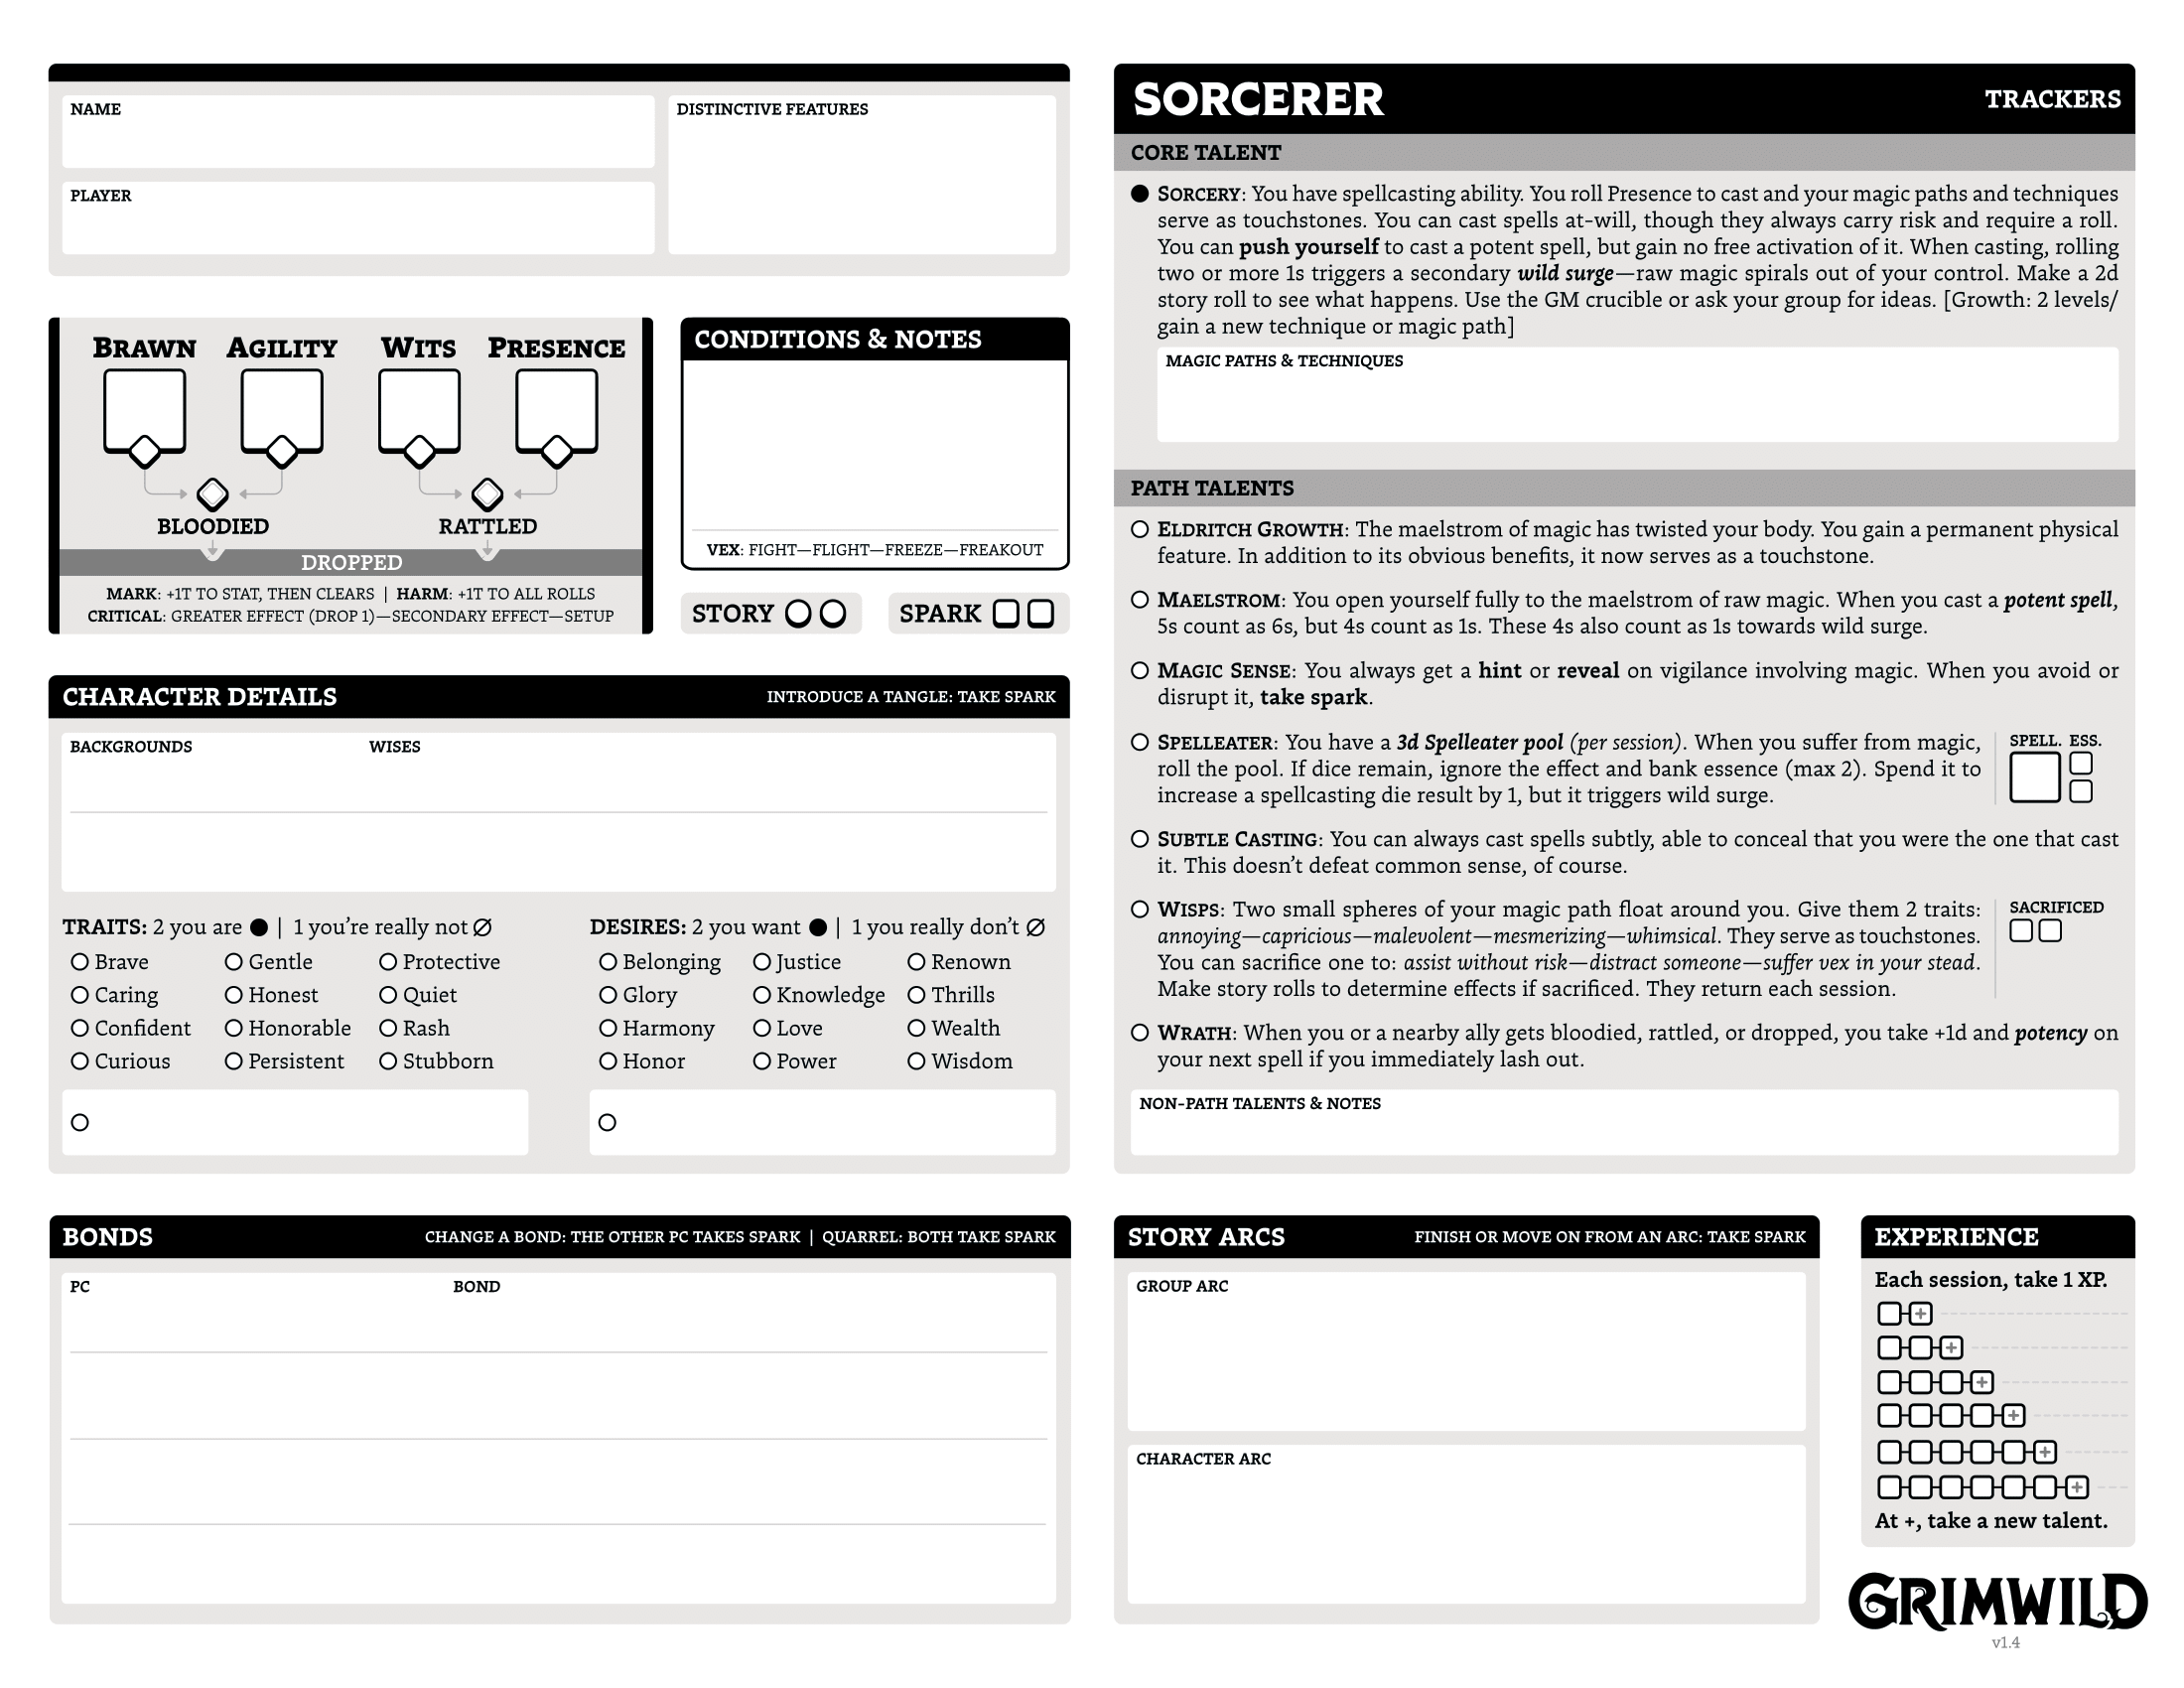 NAME
PLAYER
DISTINCTIVE FEATURES
BRAWN AGILITY WITS PRESENCE
BLOODIED RATTLED
DROPPED
MARK: +1T TO STAT, THEN CLEARS | HARM: +1T TO ALL ROLLS
CRITICAL: GREATER EFFECT (DROP 1)—SECONDARY EFFECT—SETUP
CONDITIONS & NOTES
VEX: FIGHT—FLIGHT—FREEZE—FREAKOUT
STORY SPARK
CHARACTER DETAILS INTRODUCE A TANGLE: TAKE SPARK
BACKGROUNDS WISES
TRAITS: 2 you are | 1 you're really not
Brave Gentle Protective
Caring Honest Quiet
Confident Honorable Rash
Curious Persistent Stubborn
DESIRES: 2 you want | 1 you really don't
Belonging Justice Renown
Glory Knowledge Thrills
Harmony Love Wealth
Honor Power Wisdom
BONDS CHANGE A BOND: THE OTHER PC TAKES SPARK | QUARREL: BOTH TAKE SPARK
PC BOND
SORCERER TRACKERS
CORE TALENT
SORCERY: You have spellcasting ability. You roll Presence to cast and your magic paths and techniques
serve as touchstones. You can cast spells at-will, though they always carry risk and require a roll.
You can push yourself to cast a potent spell, but gain no free activation of it. When casting, rolling
two or more 1s triggers a secondary wild surge—raw magic spirals out of your control. Make a 2d
story roll to see what happens. Use the GM crucible or ask your group for ideas. [Growth: 2 levels/
gain a new technique or magic path]
MAGIC PATHS & TECHNIQUES
PATH TALENTS
ELDRITCH GROWTH: The maelstrom of magic has twisted your body. You gain a permanent physical
feature. In addition to its obvious benefits, it now serves as a touchstone.
MAELSTROM: You open yourself fully to the maelstrom of raw magic. When you cast a potent spell,
5s count as 6s, but 4s count as 1s. These 4s also count as 1s towards wild surge.
MAGIC SENSE: You always get a hint or reveal on vigilance involving magic. When you avoid or
disrupt it, take spark.
SPELLEATER: You have a 3d Spelleater pool (per session). When you suffer from magic,
roll the pool. If dice remain, ignore the effect and bank essence (max 2). Spend it to
increase a spellcasting die result by 1, but it triggers wild surge.
SPELL. ESS.
SUBTLE CASTING: You can always cast spells subtly, able to conceal that you were the one that cast
it. This doesn't defeat common sense, of course.
WISPS: Two small spheres of your magic path float around you. Give them 2 traits:
annoying—capricious—malevolent—mesmerizing—whimsical. They serve as touchstones.
You can sacrifice one to: assist without risk—distract someone—suffer vex in your stead.
Make story rolls to determine effects if sacrificed. They return each session.
SACRIFICED
WRATH: When you or a nearby ally gets bloodied, rattled, or dropped, you take +1d and potency on
your next spell if you immediately lash out.
NON-PATH TALENTS & NOTES
STORY ARCS FINISH OR MOVE ON FROM AN ARC: TAKE SPARK
GROUP ARC
CHARACTER ARC
EXPERIENCE
Each session, take 1 XP.
+
+
+
+
+
+
At +, take a new talent.
GRIMWILD
v1.4